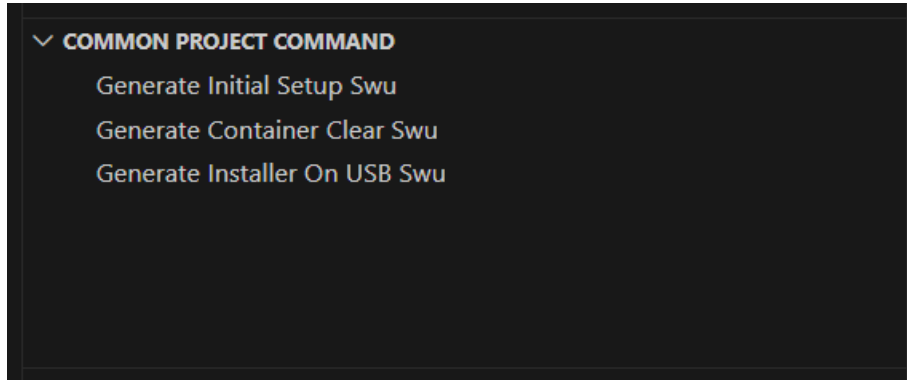 COMMON PROJECT COMMAND
Generate Initial Setup Swu
Generate Container Clear Swu
Generate Installer On USB Swu